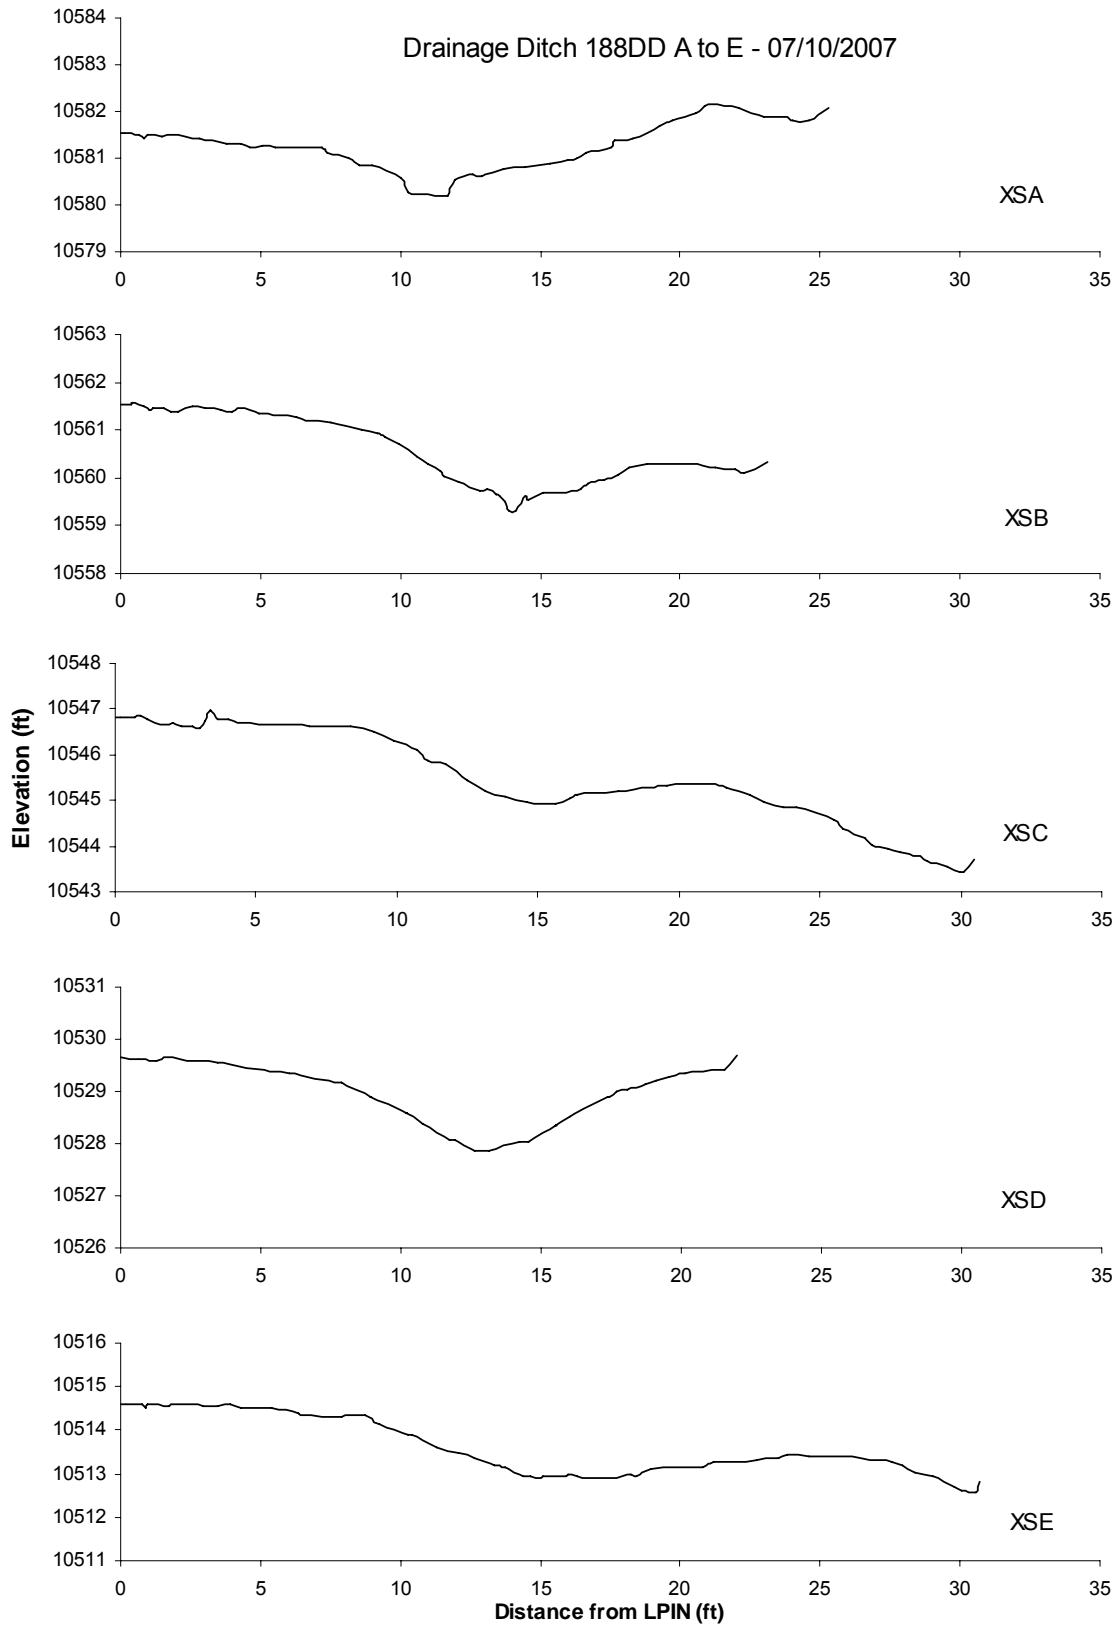 Drainage Ditch 188DD A to E - 07/10/2007
10584
10583
10582
10581
10580
10579
0 5 10 15 20 25 30 35
XSA
10563
10562
10561
10560
10559
10558
0 5 10 15 20 25 30 35
XSB
Elevation (ft)
10548
10547
10546
10545
10544
10543
0 5 10 15 20 25 30 35
XSC
10531
10530
10529
10528
10527
10526
0 5 10 15 20 25 30 35
XSD
10516
10515
10514
10513
10512
10511
0 5 10 15 20 25 30 35
XSE
Distance from LPIN (ft)